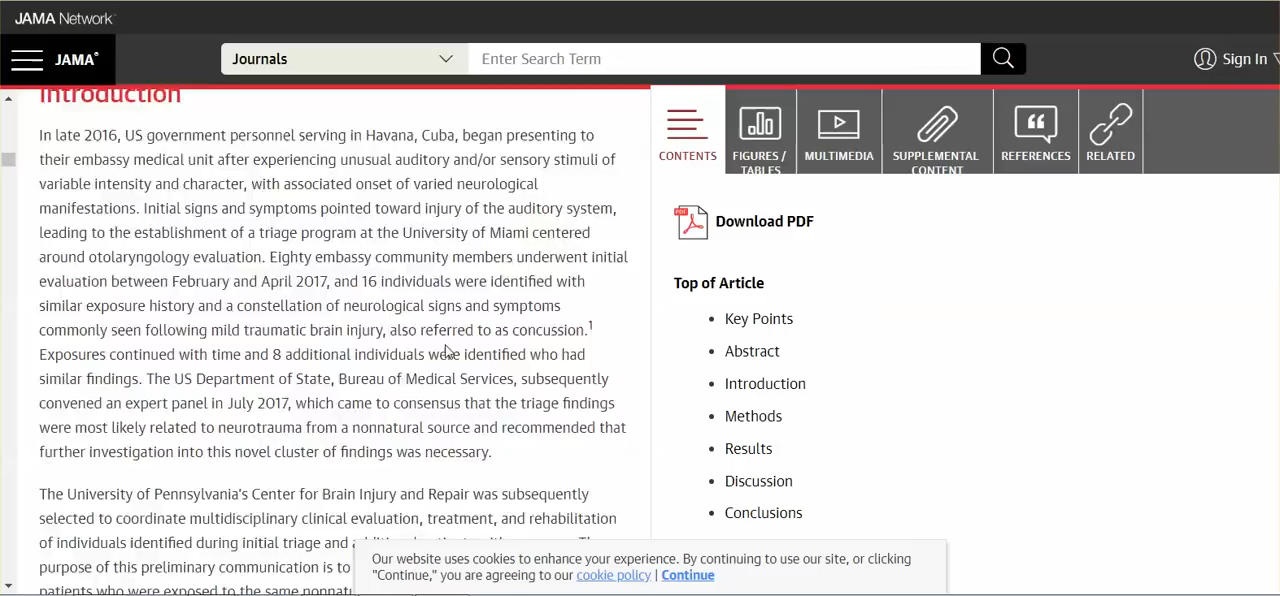 JAMA Network
JAMA
Journals
Enter Search Term
Sign In
Introduction
In late 2016, US government personnel serving in Havana, Cuba, began presenting to
their embassy medical unit after experiencing unusual auditory and/or sensory stimuli of
variable intensity and character, with associated onset of varied neurological
manifestations. Initial signs and symptoms pointed toward injury of the auditory system,
leading to the establishment of a triage program at the University of Miami centered
around otolaryngology evaluation. Eighty embassy community members underwent initial
evaluation between February and April 2017, and 16 individuals were identified with
similar exposure history and a constellation of neurological signs and symptoms
commonly seen following mild traumatic brain injury, also referred to as concussion.1
Exposures continued with time and 8 additional individuals were identified who had
similar findings. The US Department of State, Bureau of Medical Services, subsequently
convened an expert panel in July 2017, which came to consensus that the triage findings
were most likely related to neurotrauma from a nonnatural source and recommended that
further investigation into this novel cluster of findings was necessary.
The University of Pennsylvania's Center for Brain Injury and Repair was subsequently
selected to coordinate multidisciplinary clinical evaluation, treatment, and rehabilitation
of individuals identified during initial triage and
purpose of this preliminary communication is to
patients who were exposed to the same
CONTENTS
FIGURES /
TABLES
MULTIMEDIA
SUPPLEMENTAL
CONTENT
REFERENCES
RELATED
PDF
Download PDF
Top of Article
• Key Points
• Abstract
• Introduction
• Methods
• Results
• Discussion
• Conclusions
Our website uses cookies to enhance your experience. By continuing to use our site, or clicking
"Continue," you are agreeing to our cookie policy | Continue